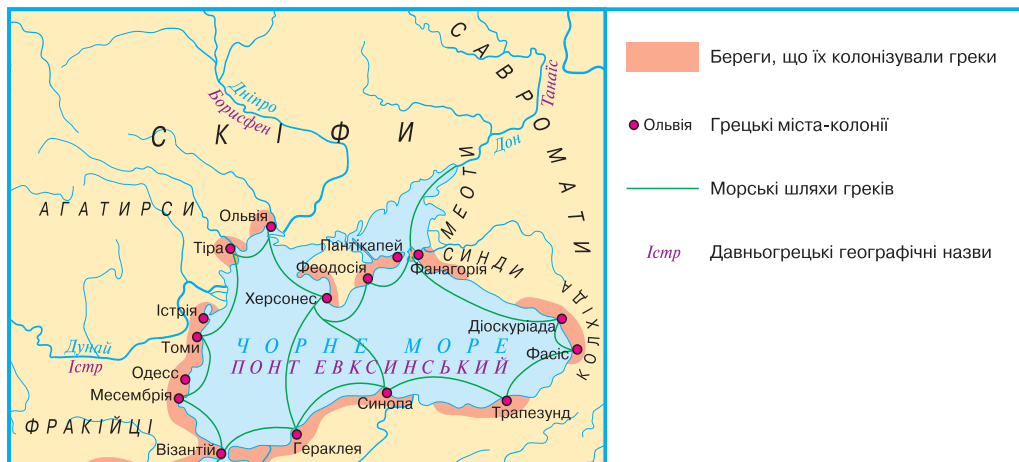 САВРОМАТИ
Дніпро
Борисфен
Танаїс
СКІФИ
Дон
МЕОТИ
АГАТИРСИ
Ольвія
Тіра
Пантікапей
СИНДИ
Феодосія
Фанагорія
Херсонес
КОЛХІДА
Істрія
Діоскуріада
Томи
Дунай
Істр
ЧОРНЕ МОРЕ
ПОНТ ЕВКСИНСЬКИЙ
Фасіс
Одесс
Месембрія
Синопа
Трапезунд
ФРАКІЙЦІ
Візантій
Гераклея
Береги, що їх колонізували греки
Ольвія Грецькі міста-колонії
Морські шляхи греків
Істр Давньогрецькі географічні назви